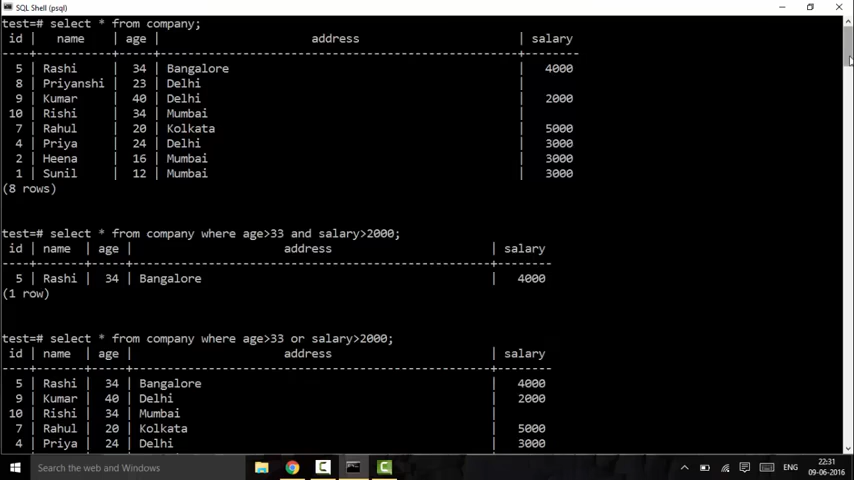 SQL Shell (psql)
test=# select * from company;
id | name | age | address | salary
----+-----------+-----+----------------------------------------------------+--------
5 | Rashi | 34 | Bangalore | 4000
8 | Priyanshi | 23 | Delhi |
9 | Kumar | 40 | Delhi | 2000
10 | Rishi | 34 | Mumbai |
7 | Rahul | 20 | Kolkata | 5000
4 | Priya | 24 | Delhi | 3000
2 | Heena | 16 | Mumbai | 3000
1 | Sunil | 12 | Mumbai | 3000
(8 rows)
test=# select * from company where age>33 and salary>2000;
id | name | age | address | salary
----+-------+-----+----------------------------------------------------+--------
5 | Rashi | 34 | Bangalore | 4000
(1 row)
test=# select * from company where age>33 or salary>2000;
id | name | age | address | salary
----+-------+-----+----------------------------------------------------+--------
5 | Rashi | 34 | Bangalore | 4000
9 | Kumar | 40 | Delhi | 2000
10 | Rishi | 34 | Mumbai |
7 | Rahul | 20 | Kolkata | 5000
4 | Priya | 24 | Delhi | 3000
Search the web and Windows
ENG
22:31
09-06-2016